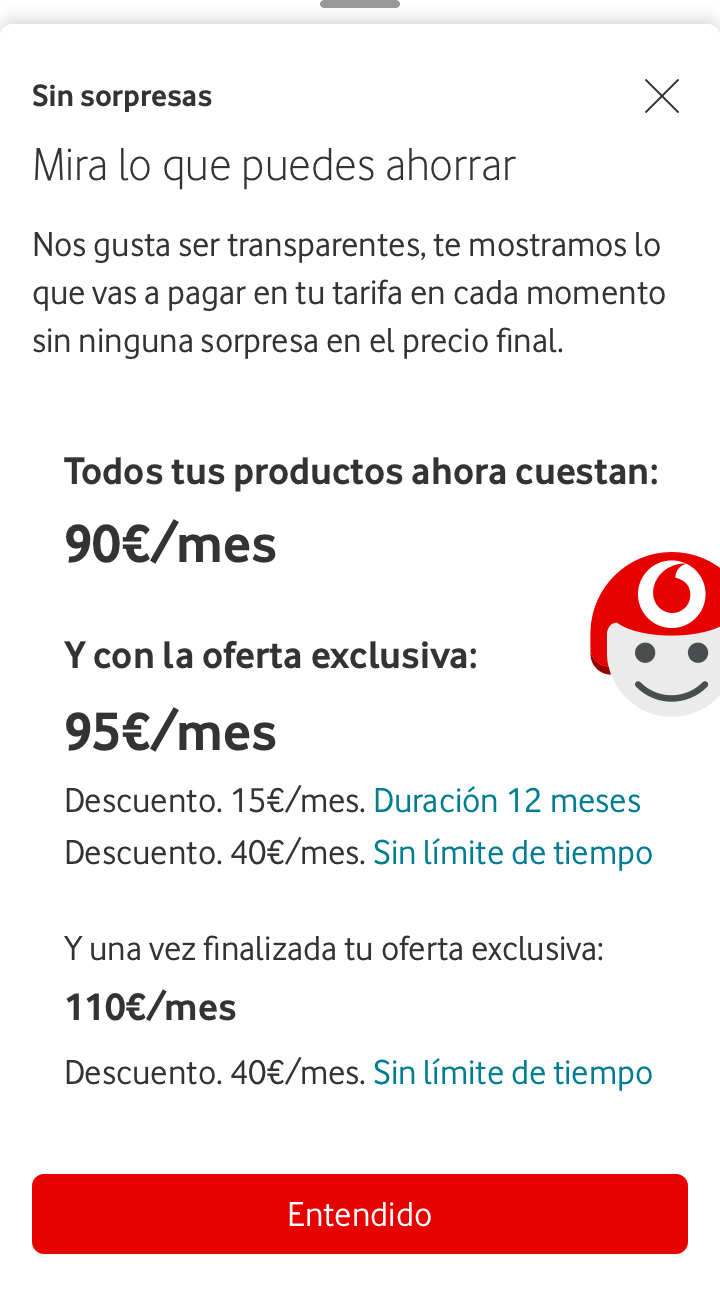 Sin sorpresas
Mira lo que puedes ahorrar
Nos gusta ser transparentes, te mostramos lo
que vas a pagar en tu tarifa en cada momento
sin ninguna sorpresa en el precio final.
Todos tus productos ahora cuestan:
90€/mes
Y con la oferta exclusiva:
95€/mes
Descuento. 15€/mes. Duración 12 meses
Descuento. 40€/mes. Sin límite de tiempo
Y una vez finalizada tu oferta exclusiva:
110€/mes
Descuento. 40€/mes. Sin límite de tiempo
Entendido